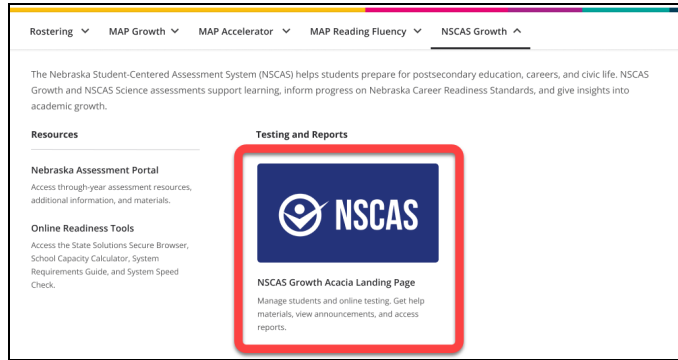 Rostering MAP Growth MAP Accelerator MAP Reading Fluency NSCAS Growth
The Nebraska Student-Centered Assessment System (NSCAS) helps students prepare for postsecondary education, careers, and civic life. NSCAS
Growth and NSCAS Science assessments support learning, inform progress on Nebraska Career Readiness Standards, and give insights into
academic growth.
Resources
Nebraska Assessment Portal
Access through-year assessment resources,
additional information, and materials.
Online Readiness Tools
Access the State Solutions Secure Browser,
School Capacity Calculator, System
Requirements Guide, and System Speed
Check.
Testing and Reports
NSCAS
NSCAS Growth Acacia Landing Page
Manage students and online testing. Get help
materials, view announcements, and access
reports.